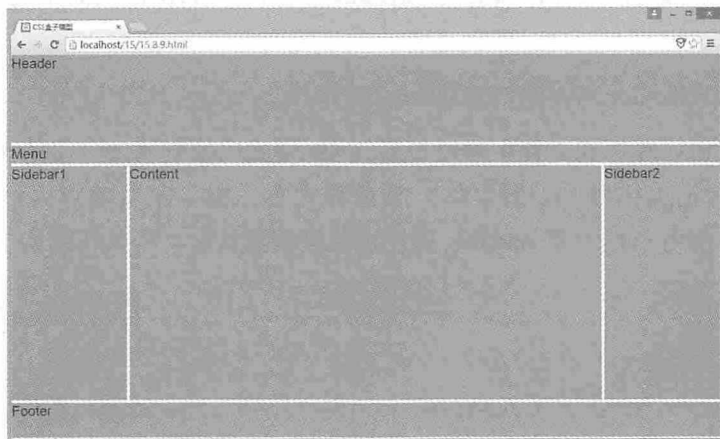 CSS盒子模型
localhost/15/15.8.9.html
Header
Menu
Sidebar1 Content Sidebar2
Footer